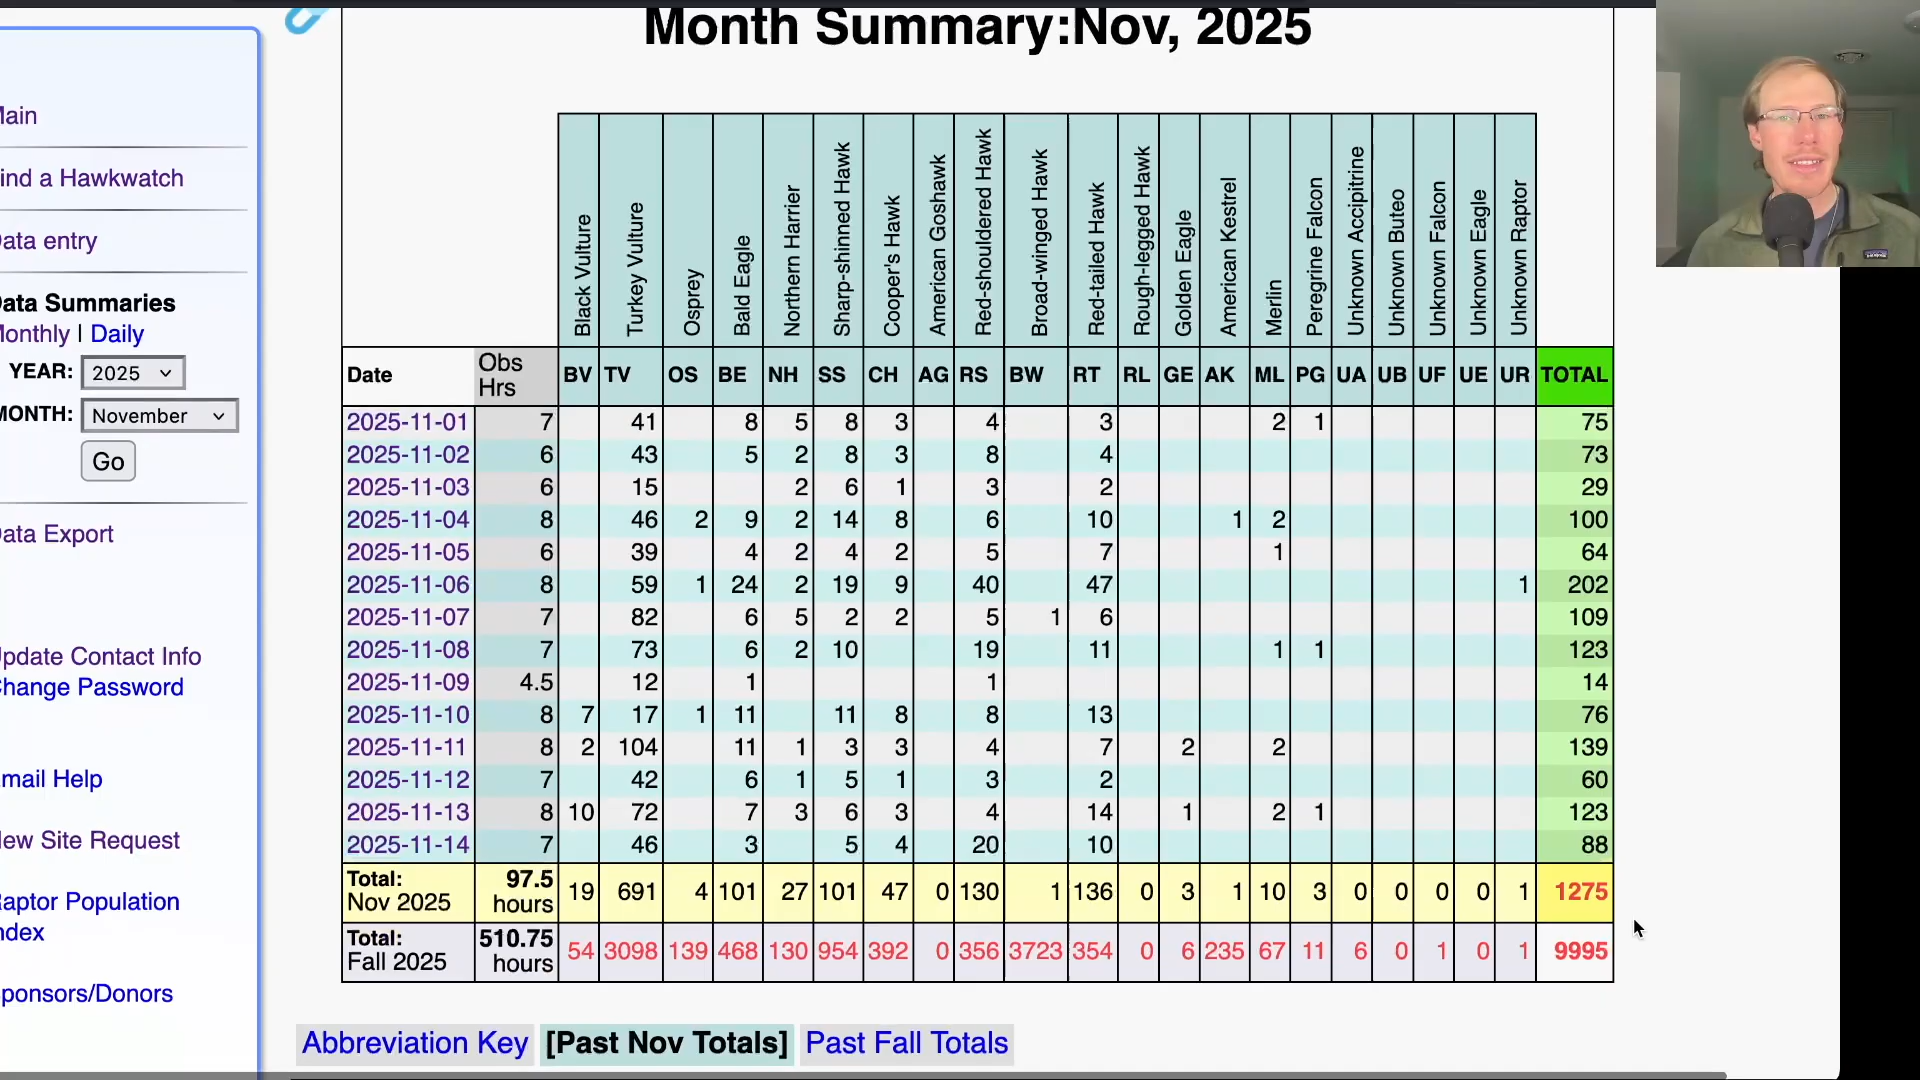 Month Summary:Nov, 2025
ain
ind a Hawkwatch
ata entry
ata Summaries
onthly | Daily
YEAR: 2025
MONTH: November
Go
ata Export
pdate Contact Info
hange Password
mail Help
ew Site Request
aptor Population
ndex
ponsors/Donors
Black Vulture Turkey Vulture Osprey Bald Eagle Northern Harrier Sharp-shinned Hawk Cooper's Hawk American Goshawk Red-shouldered Hawk Broad-winged Hawk Red-tailed Hawk Rough-legged Hawk Golden Eagle American Kestrel Merlin Peregrine Falcon Unknown Accipitrine Unknown Buteo Unknown Falcon Unknown Eagle Unknown Raptor
Date Obs Hrs BV TV OS BE NH SS CH AG RS BW RT RL GE AK ML PG UA UB UF UE UR TOTAL
2025-11-01 7 41 8 5 8 3 4 3 2 1 75
2025-11-02 6 43 5 2 8 3 8 4 73
2025-11-03 6 15 2 6 1 3 2 29
2025-11-04 8 46 2 9 2 14 8 6 10 1 2 100
2025-11-05 6 39 4 2 4 2 5 7 1 64
2025-11-06 8 59 1 24 2 19 9 40 47 1 202
2025-11-07 7 82 6 5 2 2 5 1 6 109
2025-11-08 7 73 6 2 10 19 11 1 1 123
2025-11-09 4.5 12 1 1 14
2025-11-10 8 7 17 1 11 11 8 8 13 76
2025-11-11 8 2 104 11 1 3 3 4 7 2 2 139
2025-11-12 7 42 6 1 5 1 3 2 60
2025-11-13 8 10 72 7 3 6 3 4 14 1 2 1 123
2025-11-14 7 46 3 5 4 20 10 88
Total: Nov 2025 97.5 hours 19 691 4 101 27 101 47 0 130 1 136 0 3 1 10 3 0 0 0 0 1 1275
Total: Fall 2025 510.75 hours 54 3098 139 468 130 954 392 0 356 3723 354 0 6 235 67 11 6 0 1 0 1 9995
Abbreviation Key [Past Nov Totals] Past Fall Totals